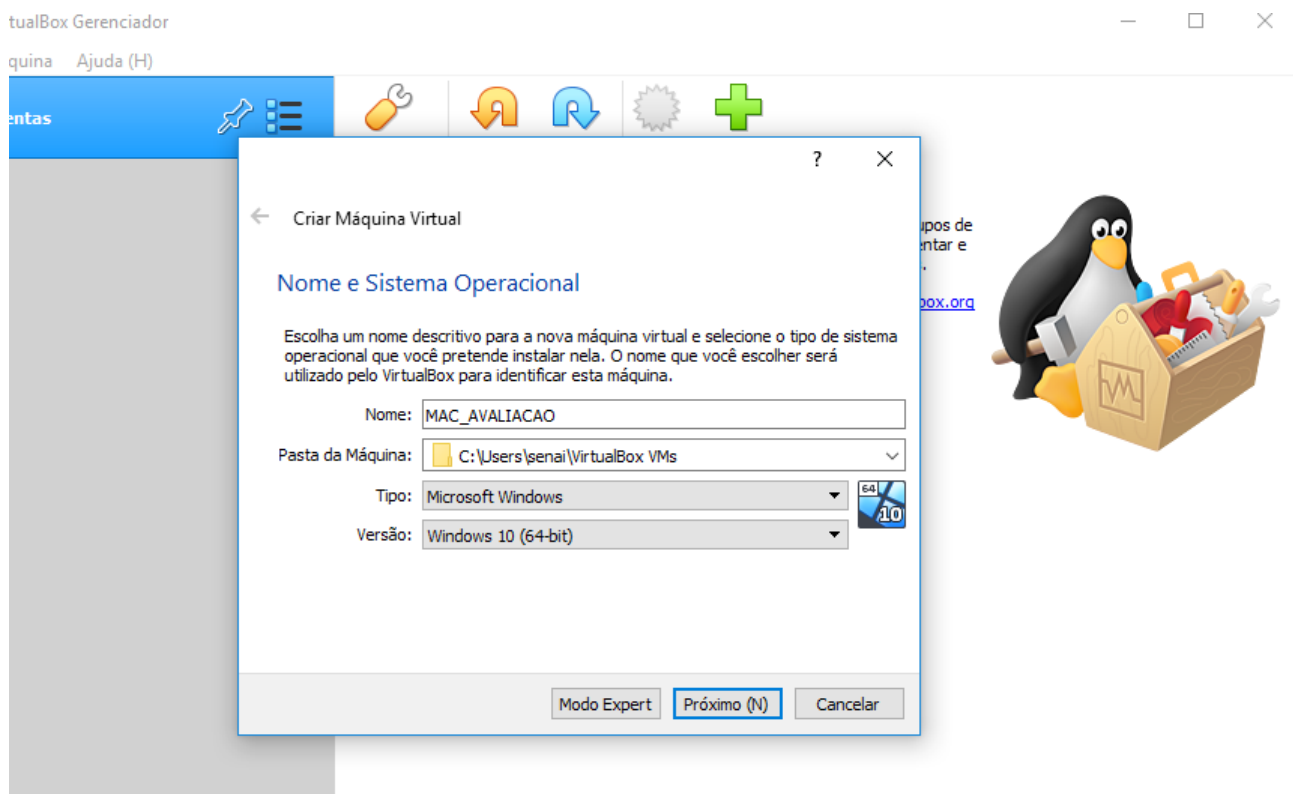 tualBox Gerenciador
quina Ajuda (H)
entas
?
Criar Máquina Virtual
upos de
entar e
box.org
Nome e Sistema Operacional
Escolha um nome descritivo para a nova máquina virtual e selecione o tipo de sistema
operacional que você pretende instalar nela. O nome que você escolher será
utilizado pelo VirtualBox para identificar esta máquina.
Nome: MAC_AVALIACAO
Pasta da Máquina: C:\Users\senai\VirtualBox VMs
Tipo: Microsoft Windows
64
10
Versão: Windows 10 (64-bit)
Modo Expert Próximo (N) Cancelar